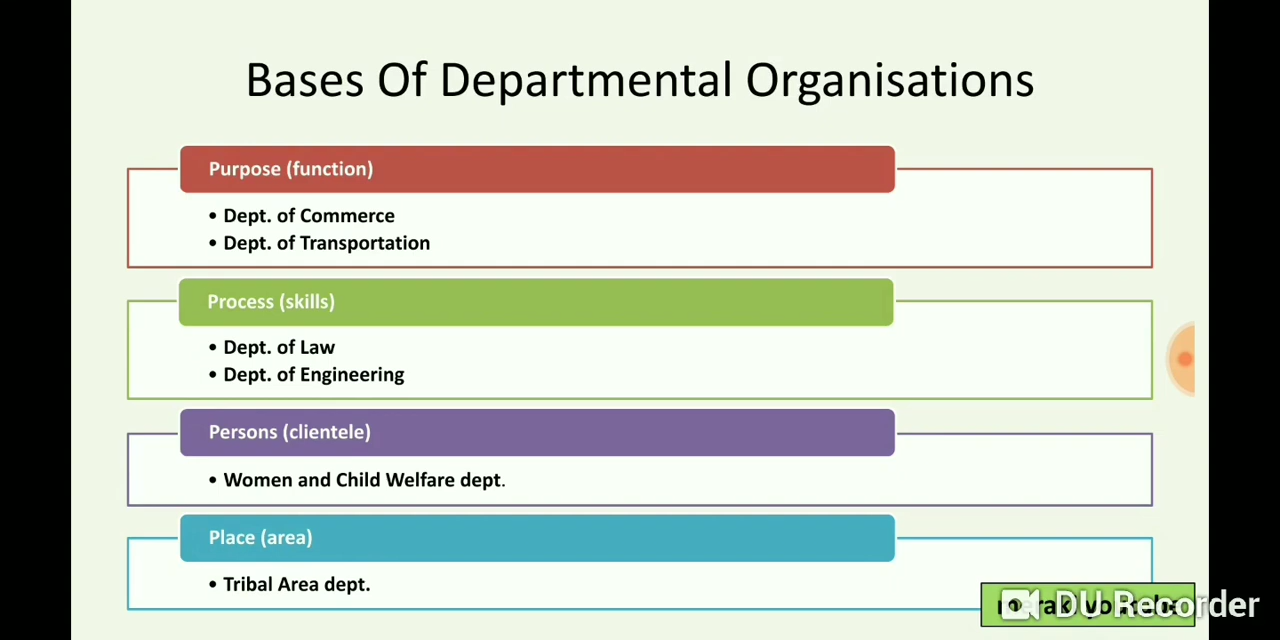 Bases Of Departmental Organisations
Purpose (function)
• Dept. of Commerce
• Dept. of Transportation
Process (skills)
• Dept. of Law
• Dept. of Engineering
Persons (clientele)
• Women and Child Welfare dept.
Place (area)
• Tribal Area dept.
DU Recorder